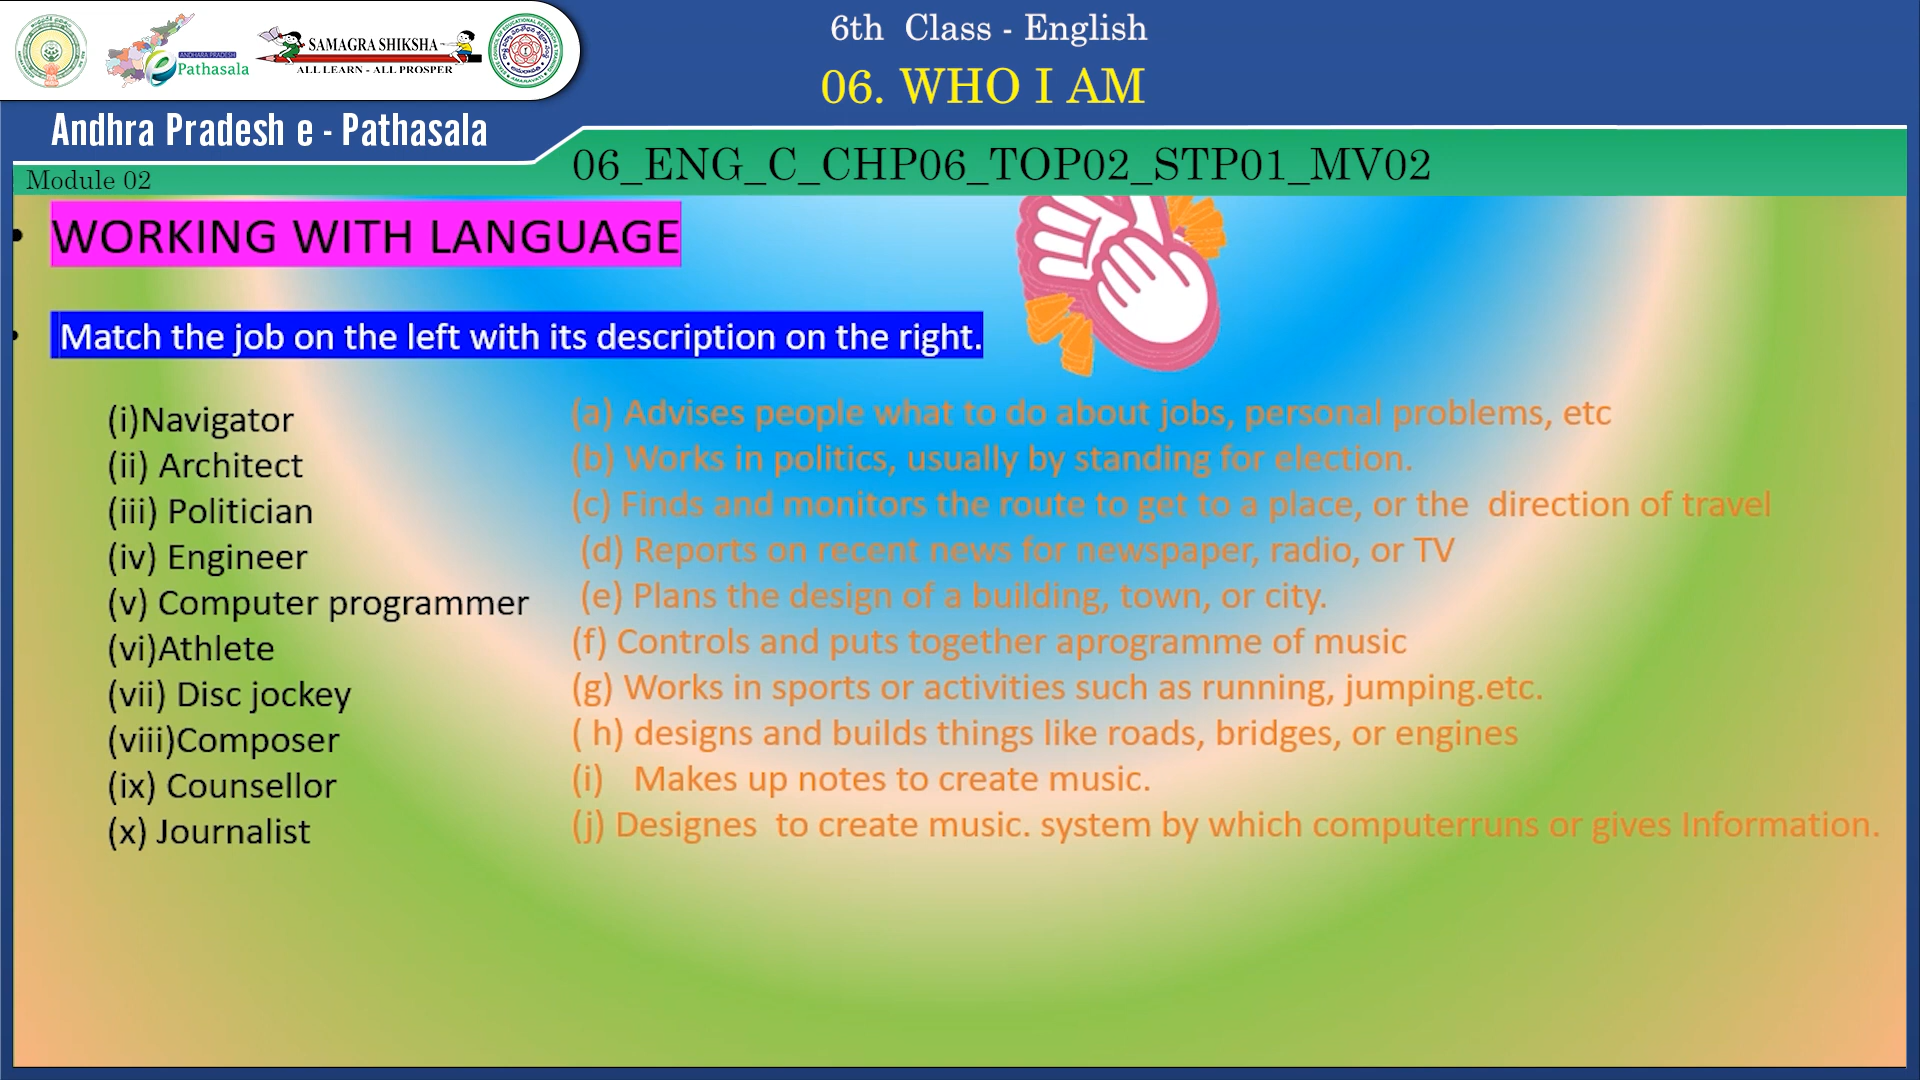 ANDHRA PRADESH
e Pathasala
SAMAGRA SHIKSHA
ALL LEARN - ALL PROSPER
6th Class - English
06. WHO I AM
Andhra Pradesh e - Pathasala
Module 02
06_ENG_C_CHP06_TOP02_STP01_MV02
• WORKING WITH LANGUAGE
• Match the job on the left with its description on the right.
(i)Navigator (a) Advises people what to do about jobs, personal problems, etc
(ii) Architect (b) Works in politics, usually by standing for election.
(iii) Politician (c) Finds and monitors the route to get to a place, or the direction of travel
(iv) Engineer (d) Reports on recent news for newspaper, radio, or TV
(v) Computer programmer (e) Plans the design of a building, town, or city.
(vi)Athlete (f) Controls and puts together aprogramme of music
(vii) Disc jockey (g) Works in sports or activities such as running, jumping.etc.
(viii)Composer ( h) designs and builds things like roads, bridges, or engines
(ix) Counsellor (i) Makes up notes to create music.
(x) Journalist (j) Designes to create music. system by which computerruns or gives Information.